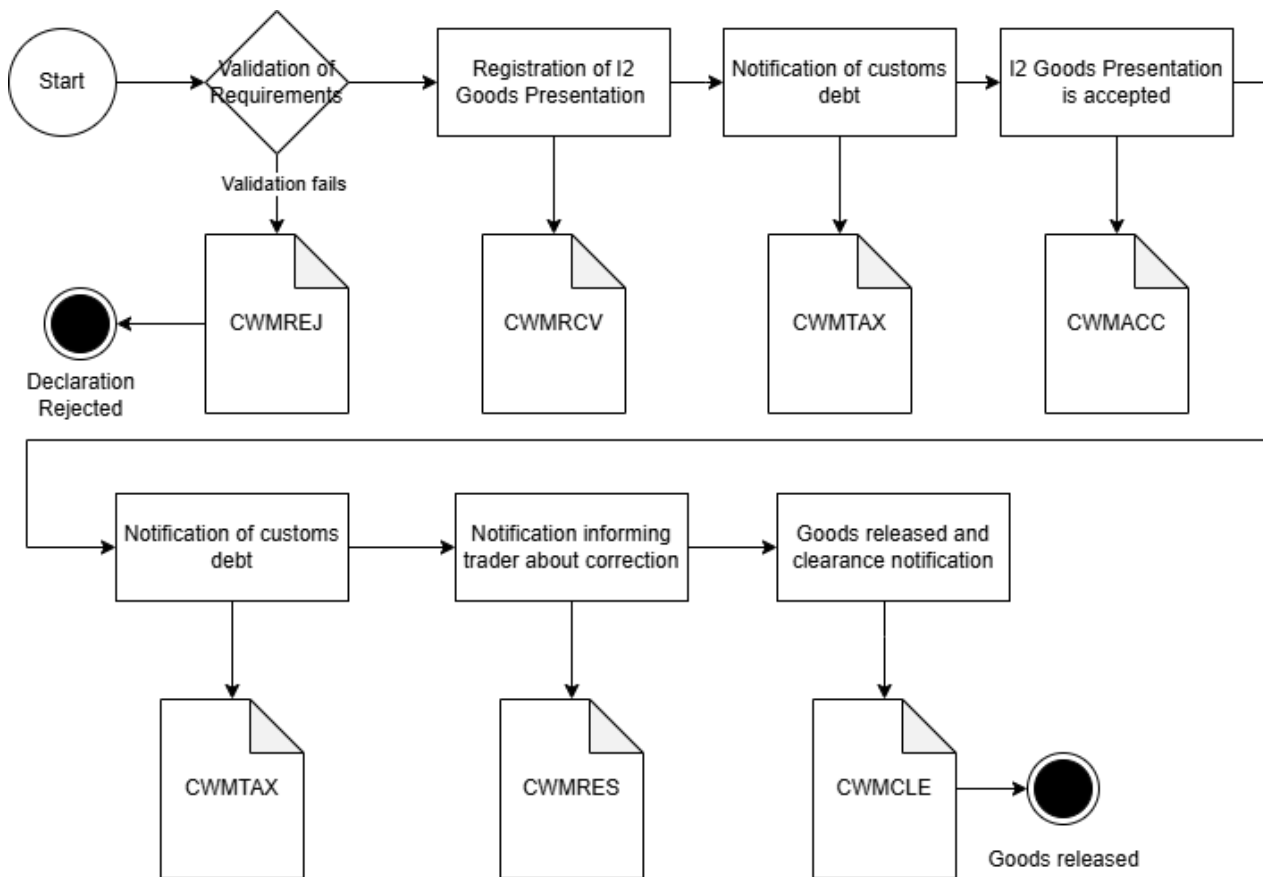 Start
Validation of
Requirements
Registration of I2
Goods Presentation
Notification of customs
debt
I2 Goods Presentation
is accepted
Validation fails
CWMREJ
CWMRCV
CWMTAX
CWMACC
Declaration
Rejected
Notification of customs
debt
Notification informing
trader about correction
Goods released and
clearance notification
CWMTAX
CWMRES
CWMCLE
Goods released